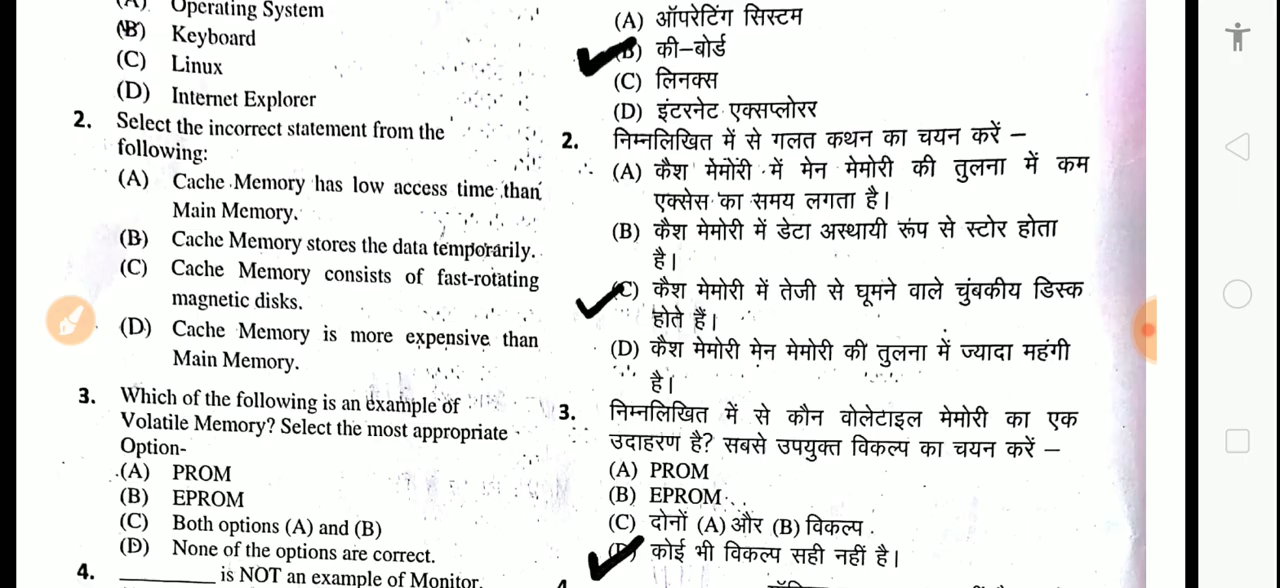 (A) Operating System
(B) Keyboard
(C) Linux
(D) Internet Explorer
2. Select the incorrect statement from the
following:
(A) Cache Memory has low access time than
Main Memory.
(B) Cache Memory stores the data temporarily.
(C) Cache Memory consists of fast-rotating
magnetic disks.
(D) Cache Memory is more expensive than
Main Memory.
3. Which of the following is an example of
Volatile Memory? Select the most appropriate
Option-
(A) PROM
(B) EPROM
(C) Both options (A) and (B)
(D) None of the options are correct.
4. ________ is NOT an example of Monitor.
(A) ऑपरेटिंग सिस्टम
(B) की-बोर्ड
(C) लिनक्स
(D) इंटरनेट एक्सप्लोरर
2. निम्नलिखित में से गलत कथन का चयन करें –
(A) कैश मेमोरी में मेन मेमोरी की तुलना में कम
एक्सेस का समय लगता है।
(B) कैश मेमोरी में डेटा अस्थायी रूप से स्टोर होता
है।
(C) कैश मेमोरी में तेजी से घूमने वाले चुंबकीय डिस्क
होते हैं।
(D) कैश मेमोरी मेन मेमोरी की तुलना में ज्यादा महंगी
है।
3. निम्नलिखित में से कौन वोलेटाइल मेमोरी का एक
उदाहरण है? सबसे उपयुक्त विकल्प का चयन करें –
(A) PROM
(B) EPROM
(C) दोनों (A) और (B) विकल्प
(D) कोई भी विकल्प सही नहीं है।